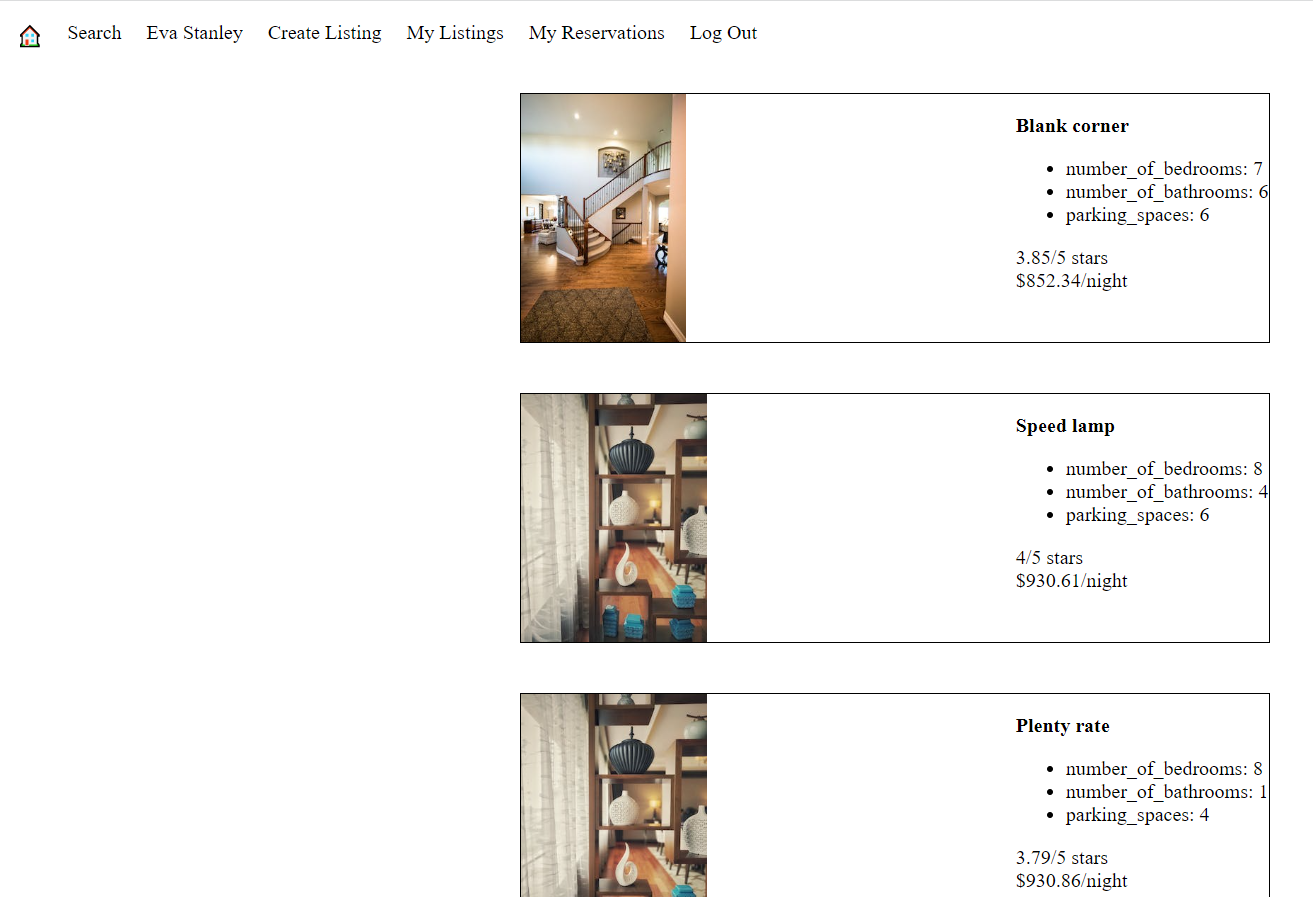 Search Eva Stanley Create Listing My Listings My Reservations Log Out
Blank corner
number_of_bedrooms: 7
number_of_bathrooms: 6
parking_spaces: 6
3.85/5 stars
$852.34/night
Speed lamp
number_of_bedrooms: 8
number_of_bathrooms: 4
parking_spaces: 6
4/5 stars
$930.61/night
Plenty rate
number_of_bedrooms: 8
number_of_bathrooms: 1
parking_spaces: 4
3.79/5 stars
$930.86/night